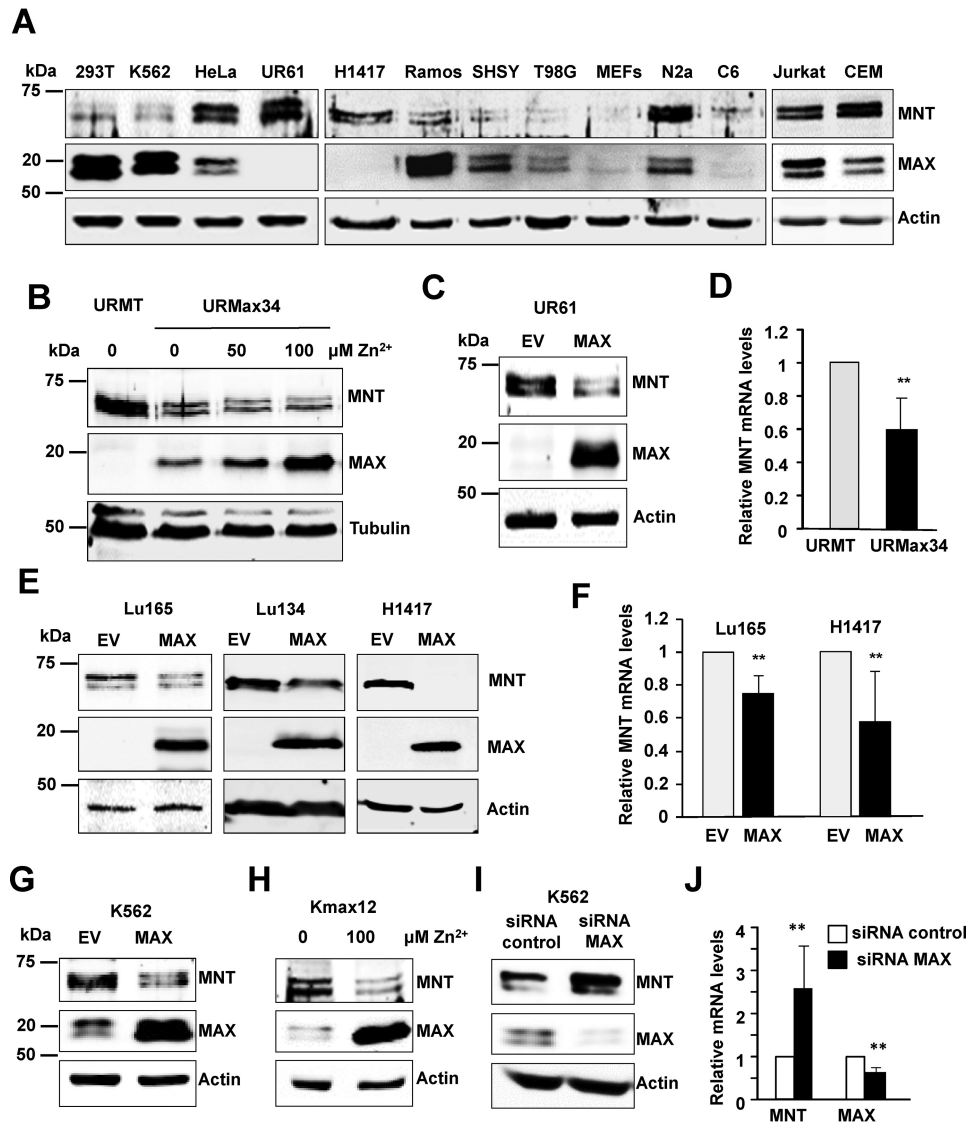 A
kDa 293T K562 HeLa UR61 H1417 Ramos SHSY T98G MEFs N2a C6 Jurkat CEM
75
MNT
20
MAX
50
Actin
B
URMT URMax34
kDa 0 0 50 100 µM Zn²⁺
75
MNT
20
MAX
50
Tubulin
C
UR61
kDa EV MAX
75
MNT
20
MAX
50
Actin
D
Relative MNT mRNA levels
1.2
1
0.8
0.6
0.4
0.2
0
**
URMT URMax34
E
Lu165 Lu134 H1417
kDa EV MAX EV MAX EV MAX
75
MNT
20
MAX
50
Actin
F
Relative MNT mRNA levels
1.2
1
0.8
0.6
0.4
0.2
0
Lu165 H1417
** **
EV MAX EV MAX
G
K562
kDa EV MAX
75
MNT
20
MAX
50
Actin
H
Kmax12
0 100 µM Zn²⁺
MNT
MAX
Actin
I
K562
siRNA siRNA
control MAX
MNT
MAX
Actin
J
Relative mRNA levels
4
3
2
1
0
** **
siRNA control
siRNA MAX
MNT MAX